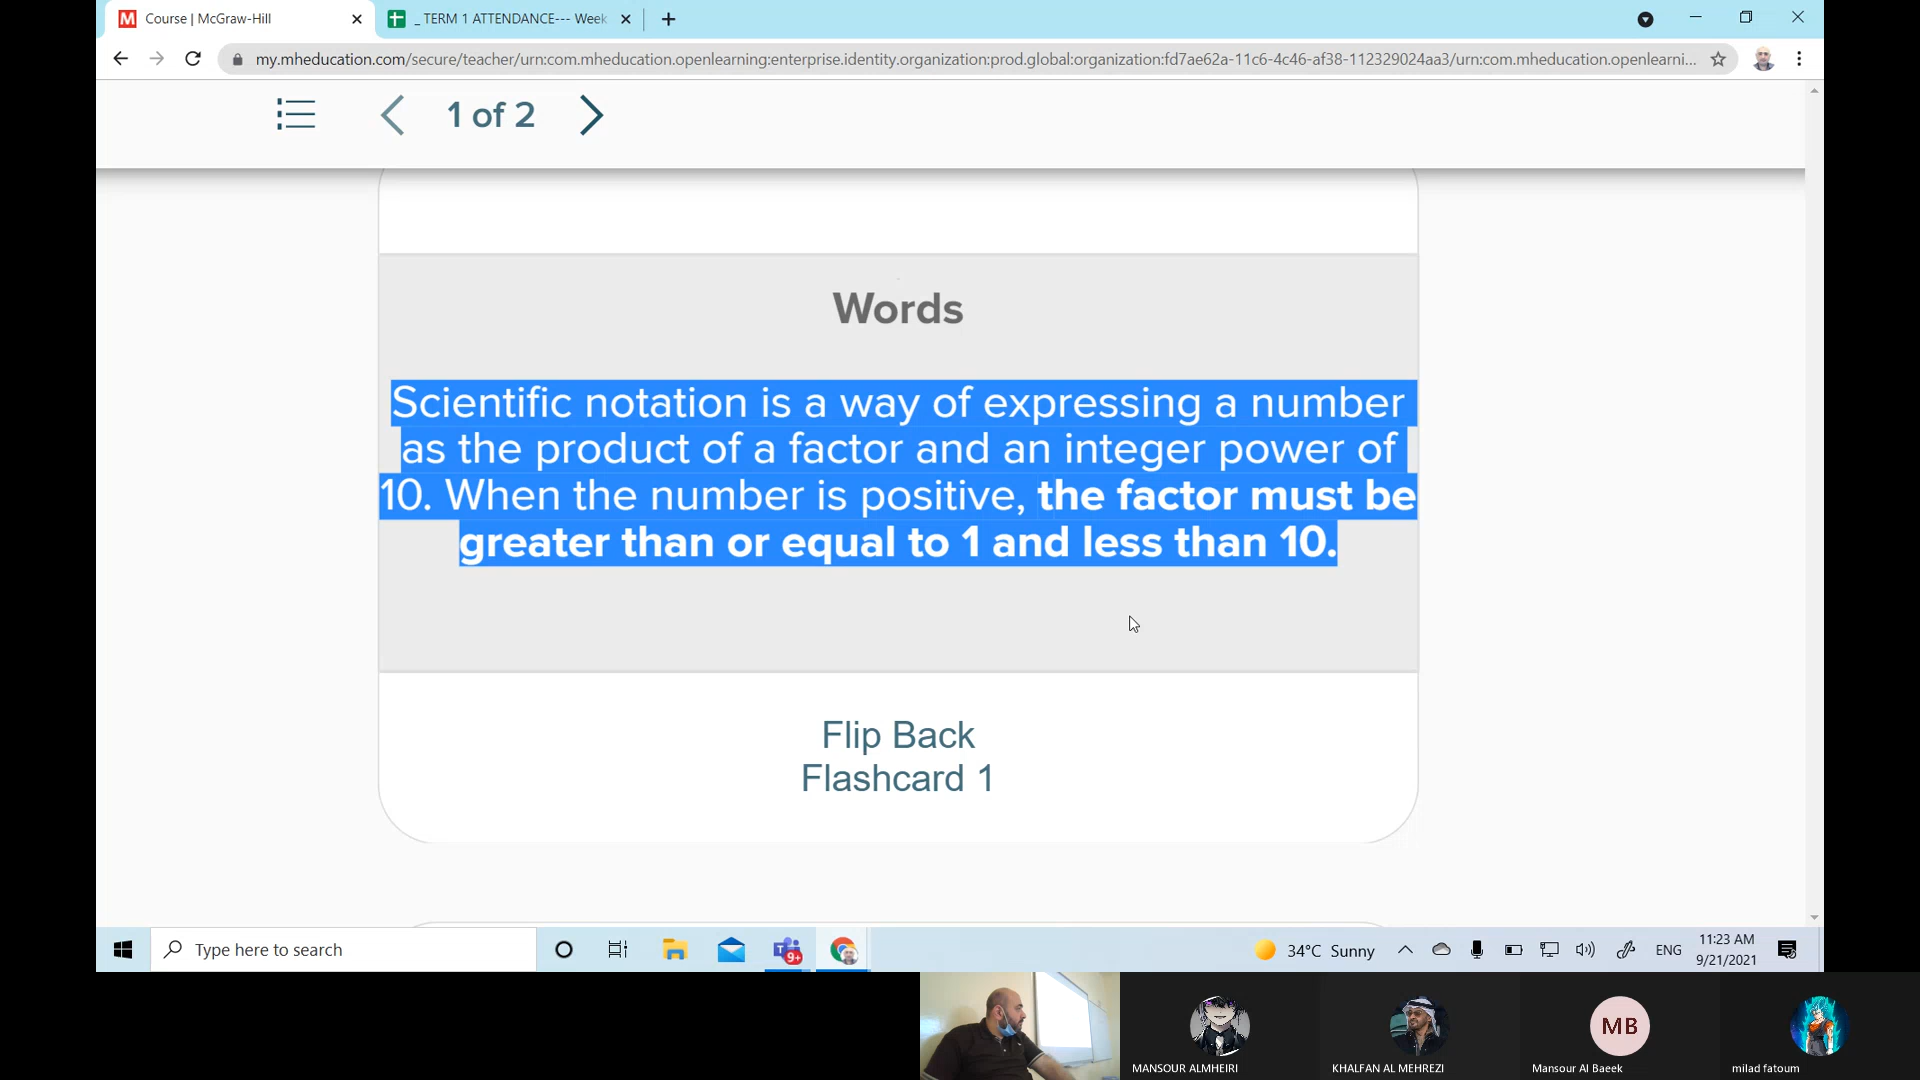 Course | McGraw-Hill
_ TERM 1 ATTENDANCE--- Week
my.mheducation.com/secure/teacher/urn:com.mheducation.openlearning:enterprise.identity.organization:prod.global:organization:fd7ae62a-11c6-4c46-af38-112329024aa3/urn:com.mheducation.openlearni...
1 of 2
Words
Scientific notation is a way of expressing a number
as the product of a factor and an integer power of
10. When the number is positive, the factor must be
greater than or equal to 1 and less than 10.
Flip Back
Flashcard 1
Type here to search
9+
34°C Sunny
ENG
11:23 AM
9/21/2021
MB
MANSOUR ALMHEIRI
KHALFAN AL MEHREZI
Mansour Al Baeek
milad fatoum